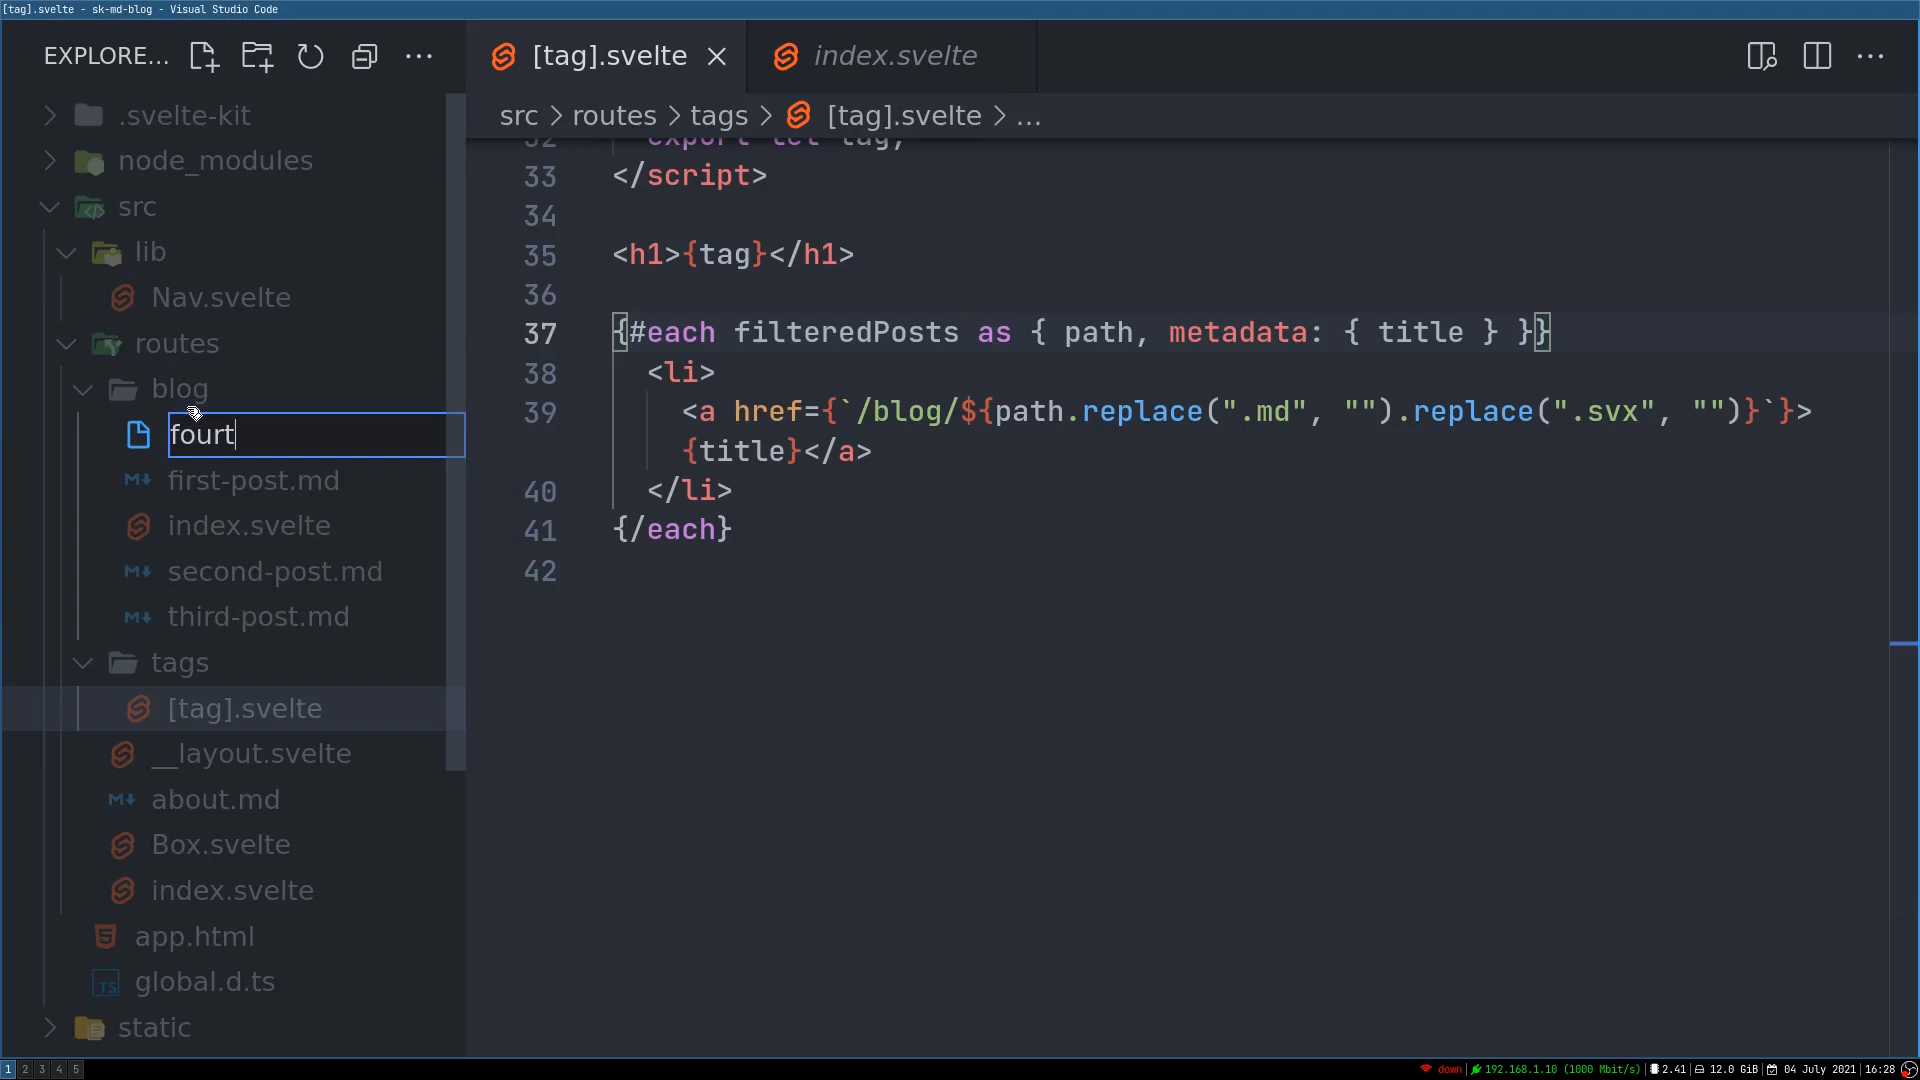 [tag].svelte - sk-md-blog - Visual Studio Code
EXPLORE...
.svelte-kit
node_modules
src
lib
Nav.svelte
routes
blog
fourt
first-post.md
index.svelte
second-post.md
third-post.md
tags
[tag].svelte
__layout.svelte
about.md
Box.svelte
index.svelte
app.html
TS global.d.ts
static
[tag].svelte
index.svelte
src > routes > tags > [tag].svelte > ...
32 export let tag;
33 </script>
34
35 <h1>{tag}</h1>
36
37 {#each filteredPosts as { path, metadata: { title } }}
38 <li>
39 <a href={`/blog/${path.replace(".md", "").replace(".svx", "")}`}>
{title}</a>
40 </li>
41 {/each}
42
1 2 3 4 5
down | 192.168.1.10 (1000 Mbit/s) | 2.41 | 12.0 GiB | 04 July 2021 | 16:28